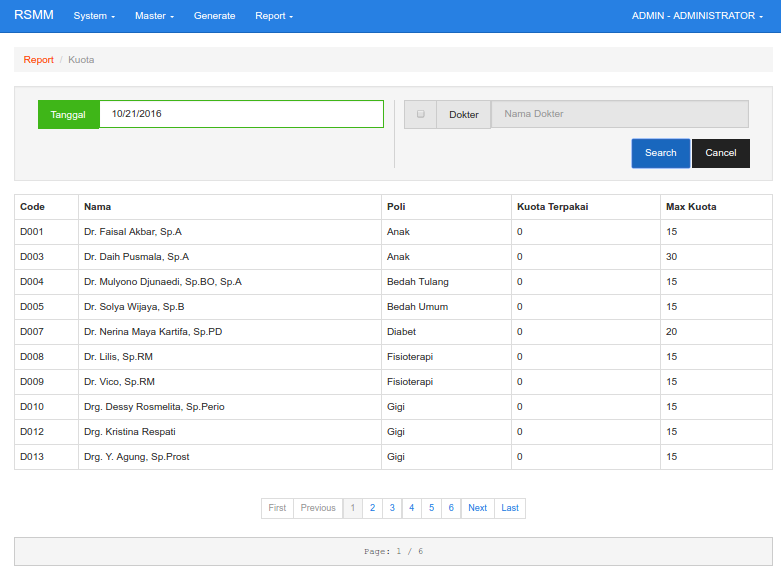 RSMM System Master Generate Report ADMIN - ADMINISTRATOR
Report / Kuota
Tanggal 10/21/2016 Dokter Nama Dokter
Search Cancel
Code Nama Poli Kuota Terpakai Max Kuota
D001 Dr. Faisal Akbar, Sp.A Anak 0 15
D003 Dr. Daih Pusmala, Sp.A Anak 0 30
D004 Dr. Mulyono Djunaedi, Sp.BO, Sp.A Bedah Tulang 0 15
D005 Dr. Solya Wijaya, Sp.B Bedah Umum 0 15
D007 Dr. Nerina Maya Kartifa, Sp.PD Diabet 0 20
D008 Dr. Lilis, Sp.RM Fisioterapi 0 15
D009 Dr. Vico, Sp.RM Fisioterapi 0 15
D010 Drg. Dessy Rosmelita, Sp.Perio Gigi 0 15
D012 Drg. Kristina Respati Gigi 0 15
D013 Drg. Y. Agung, Sp.Prost Gigi 0 15
First Previous 1 2 3 4 5 6 Next Last
Page: 1 / 6